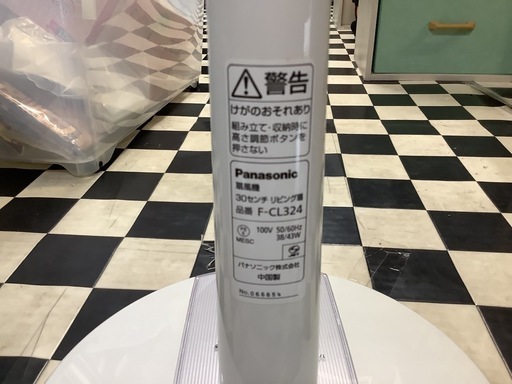 警告
けがのおそれあり
組み立て・収納時に
高さ調節ボタンを
押さない
Panasonic
扇風機
30センチ リビング扇
品番 F-CL324
100V 50/60Hz
38/43W
MESC
パナソニック株式会社
中国製
No.066854